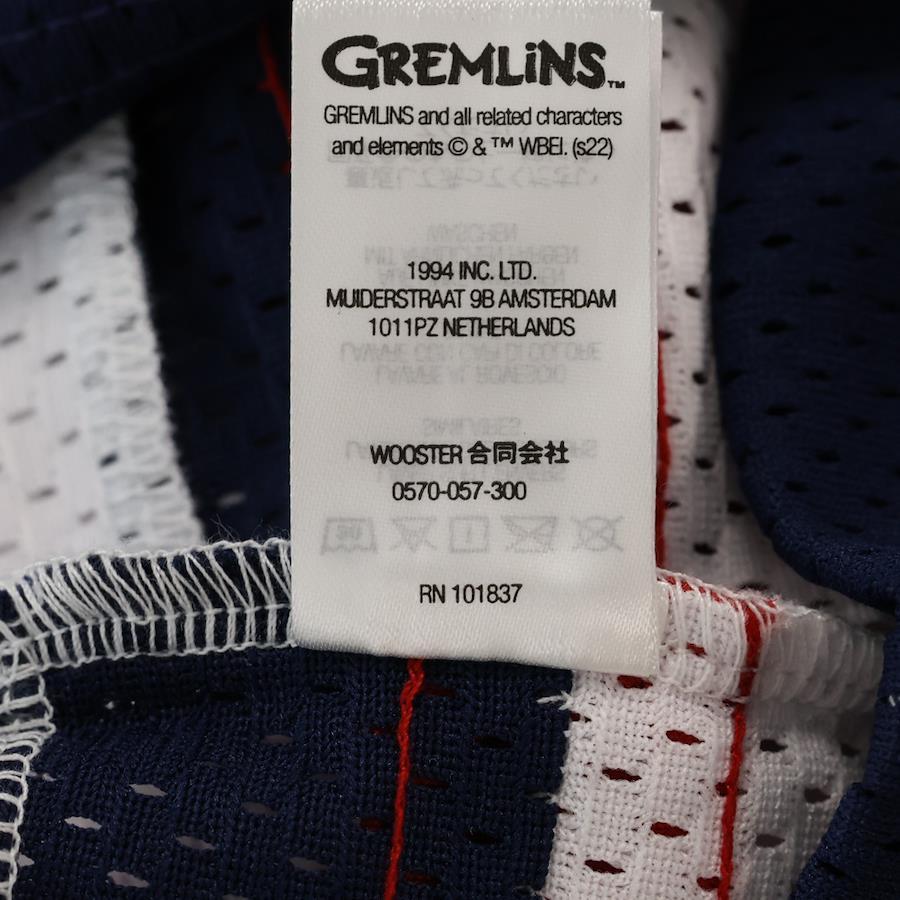 GREMLiNS™
GREMLINS and all related characters
and elements © & ™ WBEI. (s22)
1994 INC. LTD.
MUIDERSTRAAT 9B AMSTERDAM
1011PZ NETHERLANDS
WOOSTER 合同会社
0570-057-300
RN 101837